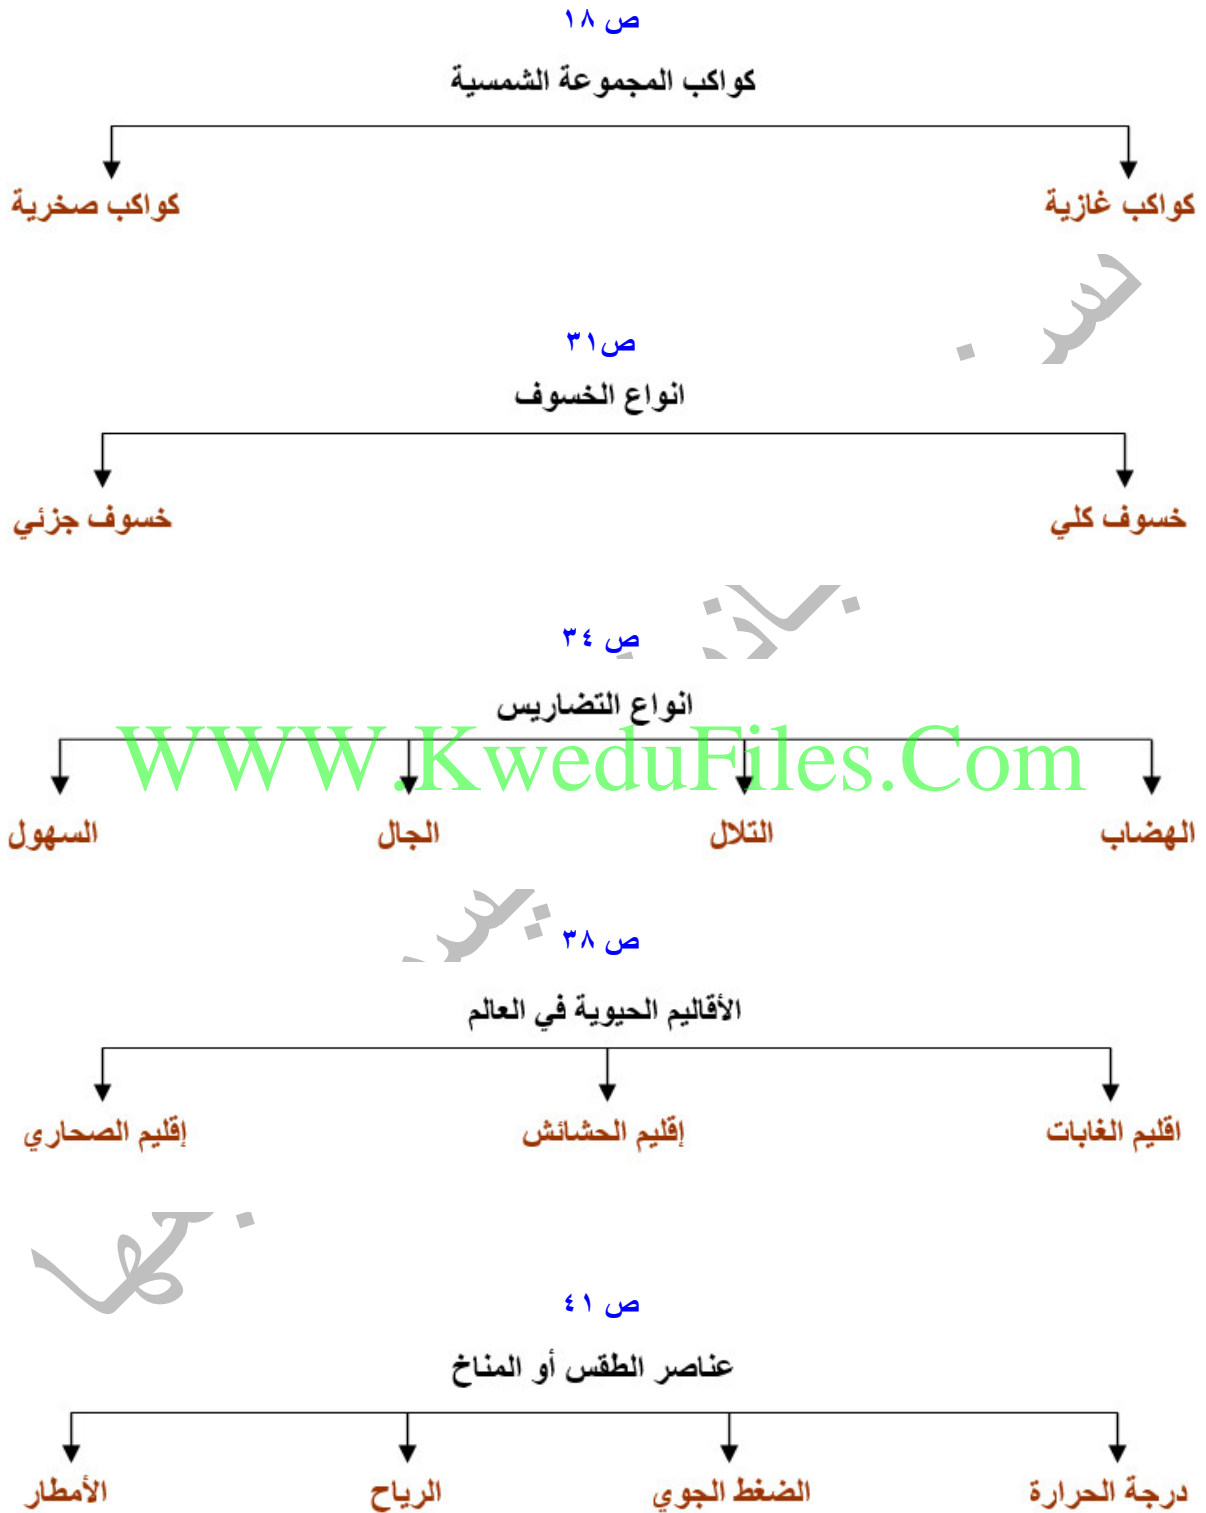 ص ١٨
كواكب المجموعة الشمسية
كواكب غازية كواكب صخرية
ص٣١
انواع الخسوف
خسوف كلي خسوف جزئي
ص ٣٤
انواع التضاريس
WWW.KweduFiles.Com
الهضاب التلال الجال السهول
ص ٣٨
الأقاليم الحيوية في العالم
اقليم الغابات إقليم الحشائش إقليم الصحاري
ص ٤١
عناصر الطقس أو المناخ
درجة الحرارة الضغط الجوي الرياح الأمطار